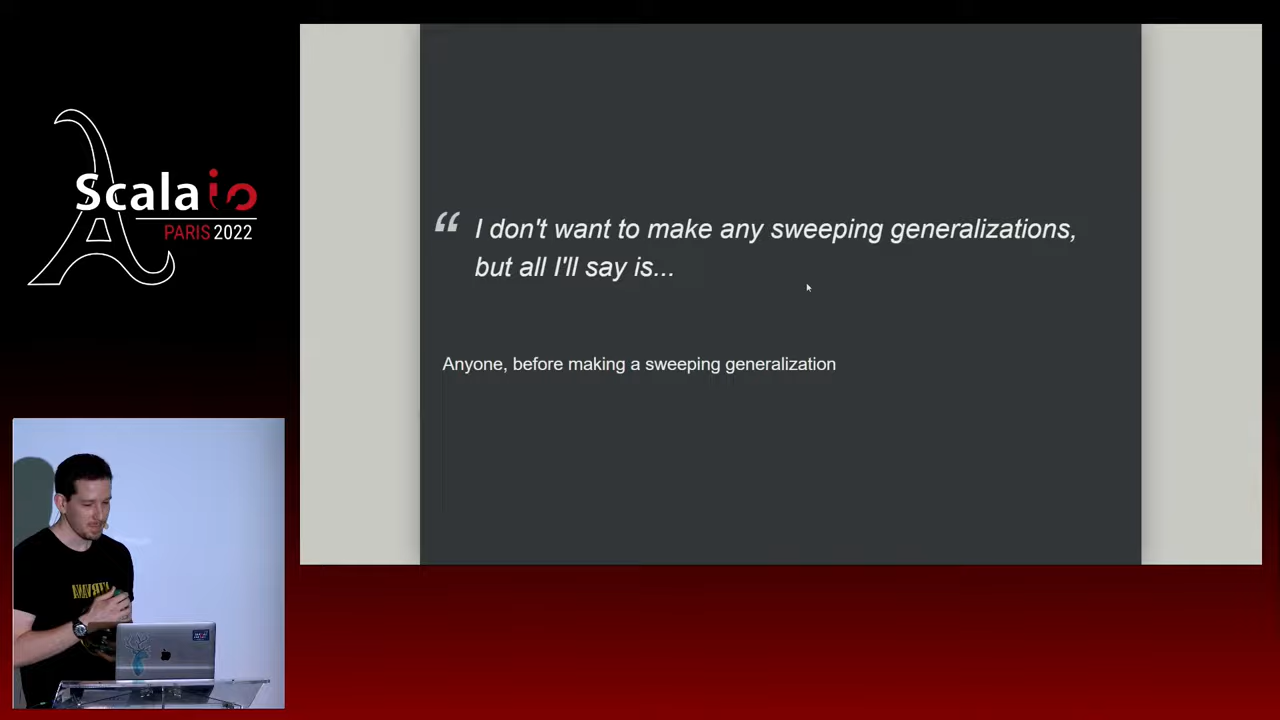 Scala io
PARIS 2022
“ I don't want to make any sweeping generalizations,
but all I'll say is...
Anyone, before making a sweeping generalization